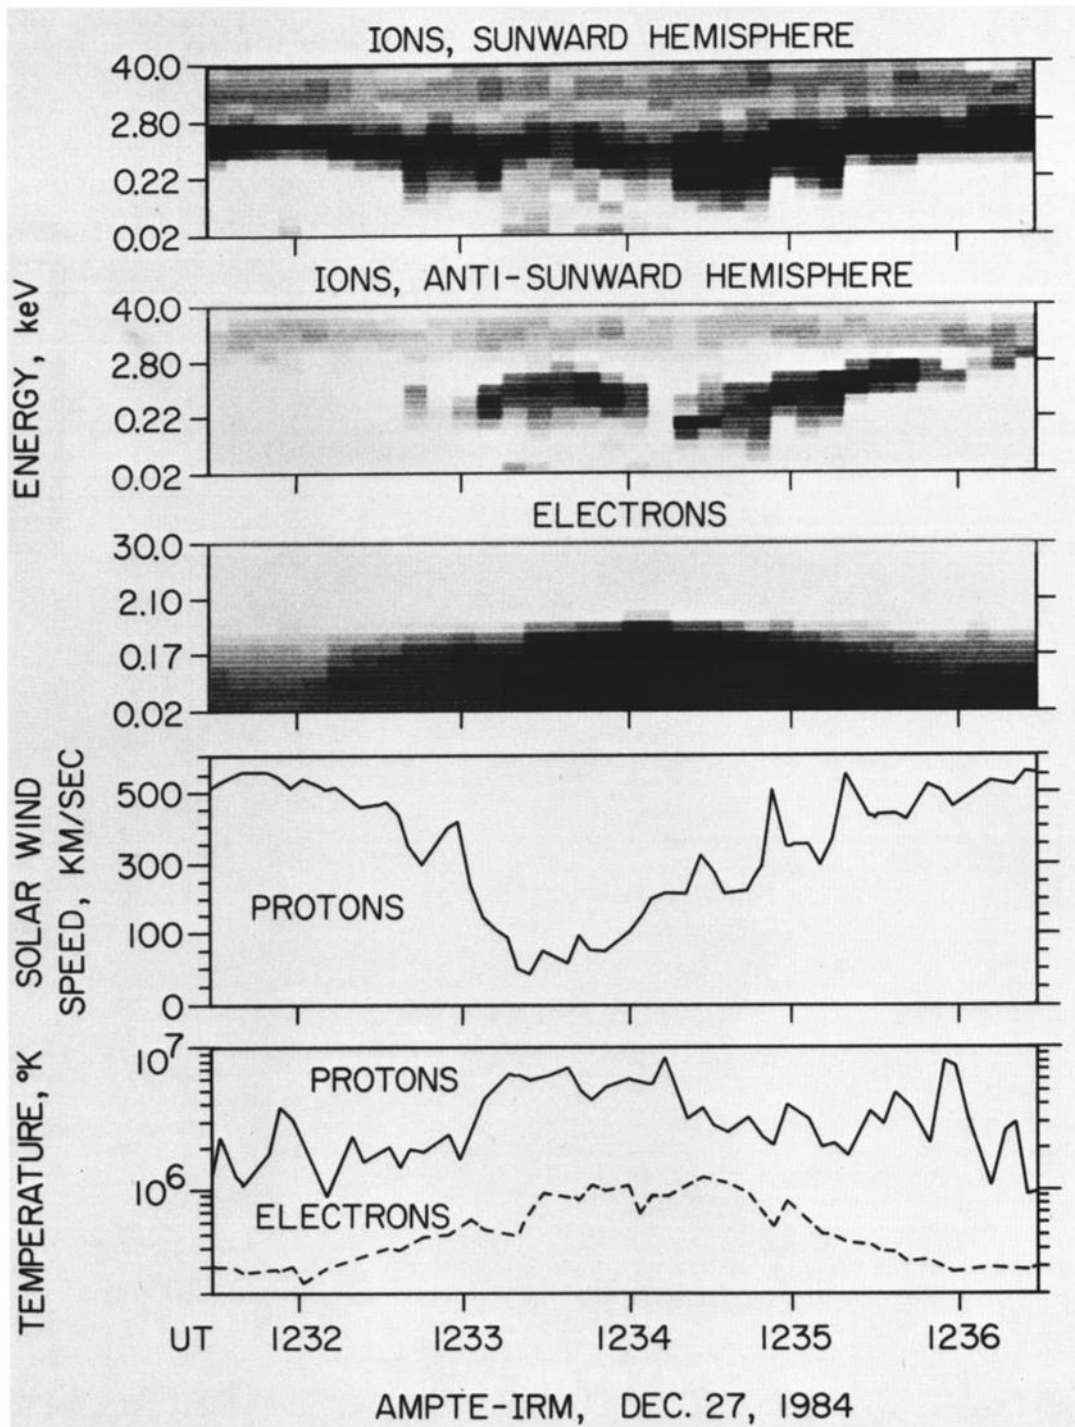 IONS, SUNWARD HEMISPHERE
40.0
2.80
0.22
0.02
IONS, ANTI-SUNWARD HEMISPHERE
40.0
2.80
0.22
0.02
ENERGY, keV
ELECTRONS
30.0
2.10
0.17
0.02
SOLAR WIND
SPEED, KM/SEC
500
300
100
0
PROTONS
TEMPERATURE, °K
10⁷
10⁶
PROTONS
ELECTRONS
UT 1232 1233 1234 1235 1236
AMPTE-IRM, DEC. 27, 1984